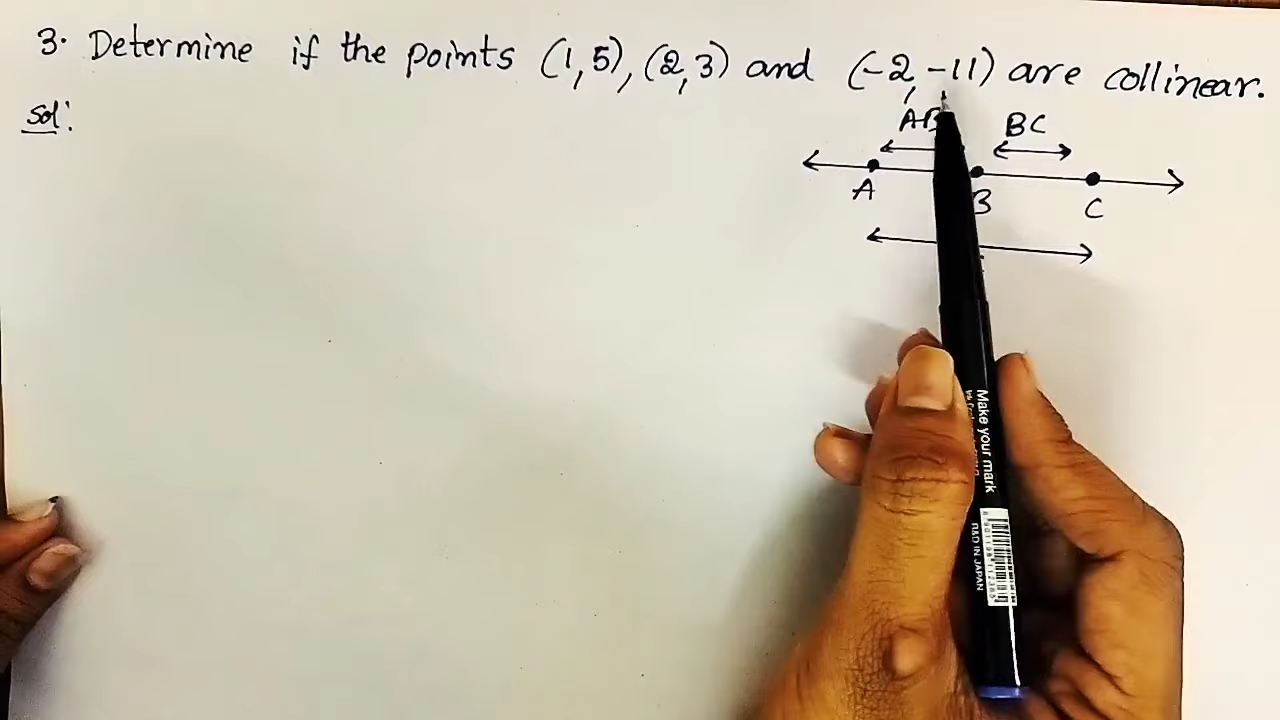 3. Determine if the points (1,5), (2,3) and (-2,-11) are collinear.
Sol:
AB BC
A B C
Make your mark
R&D IN JAPAN